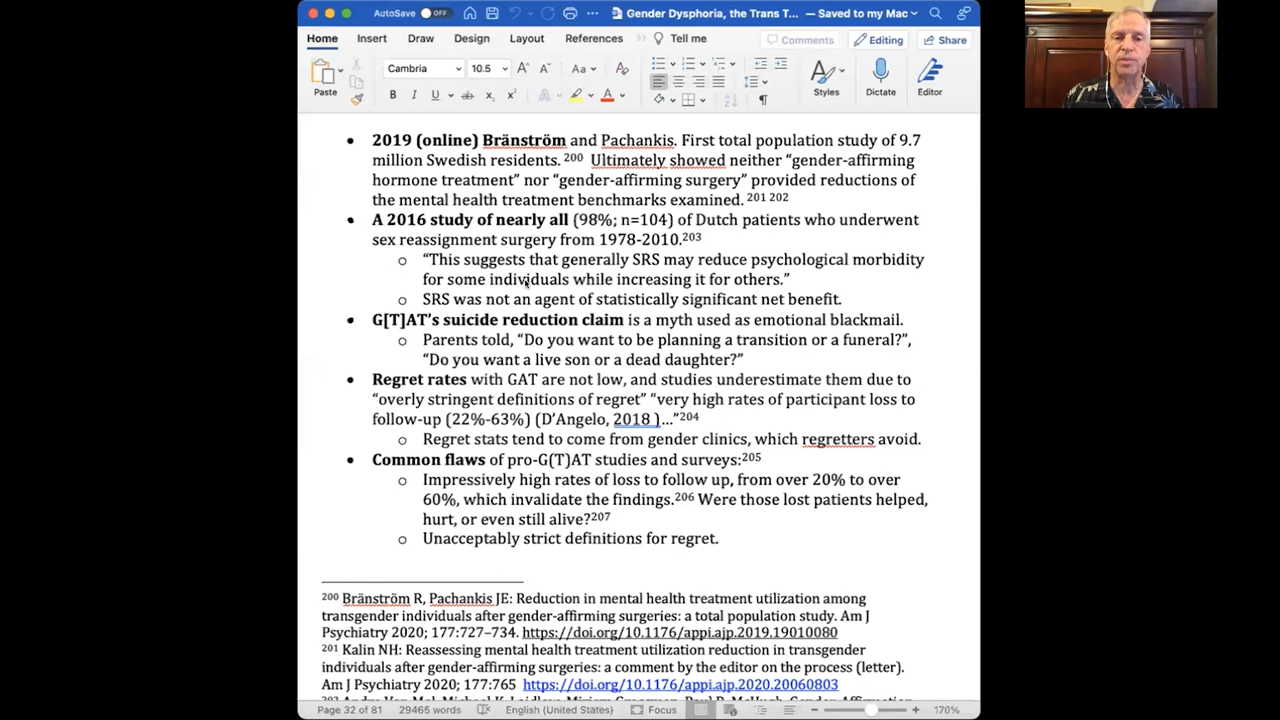 AutoSave OFF Gender Dysphoria, the Trans T... — Saved to my Mac
Home Insert Draw Design Layout References Tell me Comments Editing Share
Paste Cambria 10.5 A A Aa A Styles Dictate Editor
B I U ab x₂ x² A A
• 2019 (online) Bränström and Pachankis. First total population study of 9.7
million Swedish residents. 200 Ultimately showed neither “gender-affirming
hormone treatment” nor “gender-affirming surgery” provided reductions of
the mental health treatment benchmarks examined. 201 202
• A 2016 study of nearly all (98%; n=104) of Dutch patients who underwent
sex reassignment surgery from 1978-2010.203
o “This suggests that generally SRS may reduce psychological morbidity
for some individuals while increasing it for others.”
o SRS was not an agent of statistically significant net benefit.
• G[T]AT’s suicide reduction claim is a myth used as emotional blackmail.
o Parents told, “Do you want to be planning a transition or a funeral?”,
“Do you want a live son or a dead daughter?”
• Regret rates with GAT are not low, and studies underestimate them due to
“overly stringent definitions of regret” “very high rates of participant loss to
follow-up (22%-63%) (D’Angelo, 2018 )…”204
o Regret stats tend to come from gender clinics, which regretters avoid.
• Common flaws of pro-G(T)AT studies and surveys:205
o Impressively high rates of loss to follow up, from over 20% to over
60%, which invalidate the findings.206 Were those lost patients helped,
hurt, or even still alive?207
o Unacceptably strict definitions for regret.
200 Bränström R, Pachankis JE: Reduction in mental health treatment utilization among
transgender individuals after gender-affirming surgeries: a total population study. Am J
Psychiatry 2020; 177:727–734. https://doi.org/10.1176/appi.ajp.2019.19010080
201 Kalin NH: Reassessing mental health treatment utilization reduction in transgender
individuals after gender-affirming surgeries: a comment by the editor on the process (letter).
Am J Psychiatry 2020; 177:765 https://doi.org/10.1176/appi.ajp.2020.20060803
Page 32 of 81 29465 words English (United States) Focus 170%